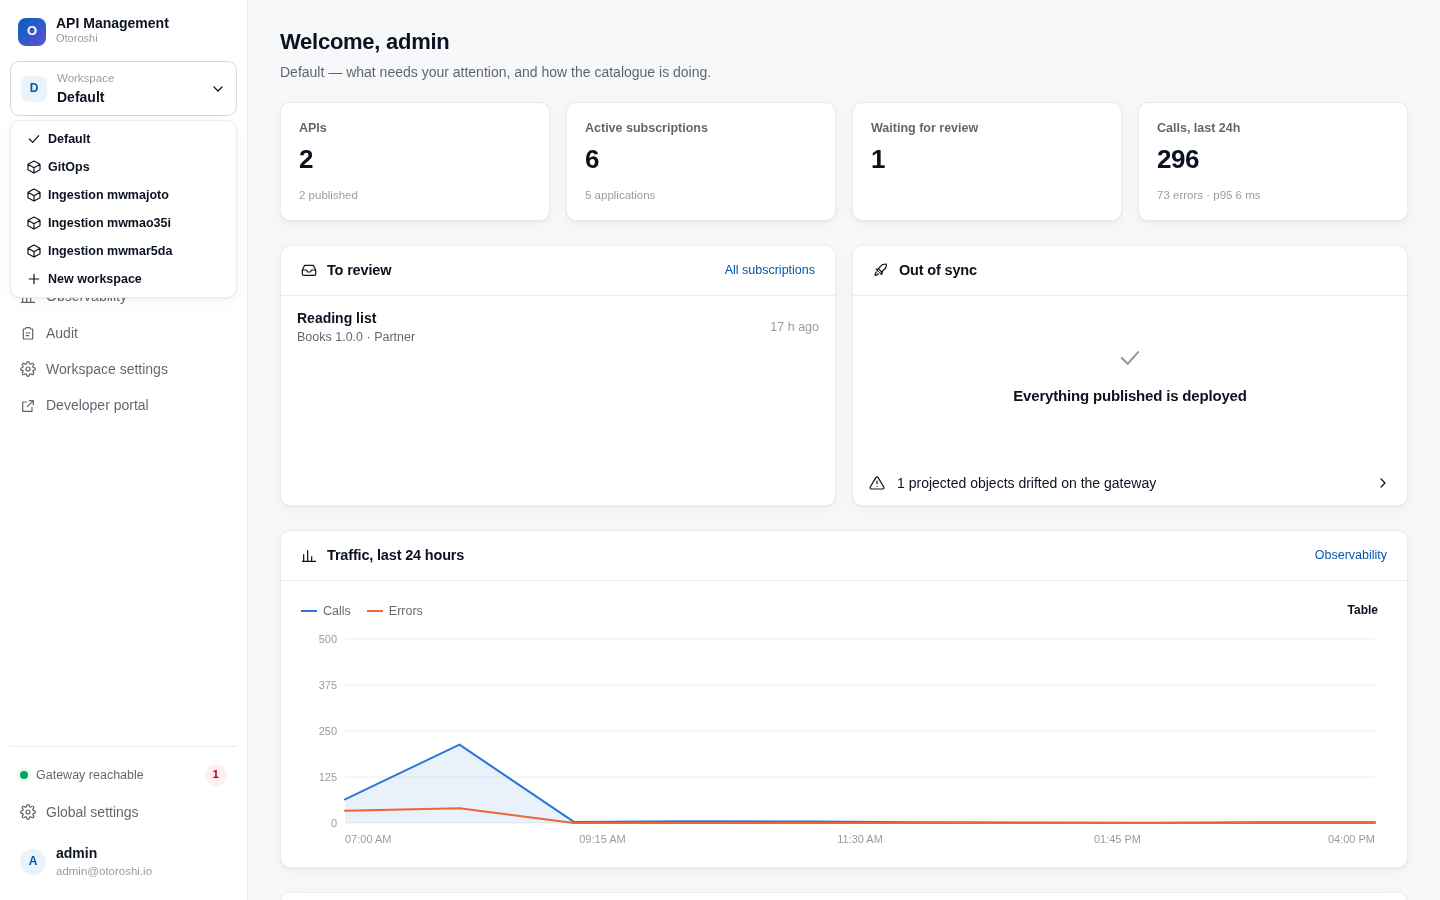 O
API Management
Otoroshi
D
Workspace
Default
Default
GitOps
Ingestion mwmajoto
Ingestion mwmao35i
Ingestion mwmar5da
New workspace
Observability
Audit
Workspace settings
Developer portal
Gateway reachable
1
Global settings
A
admin
admin@otoroshi.io
Welcome, admin
Default — what needs your attention, and how the catalogue is doing.
APIs
2
2 published
Active subscriptions
6
5 applications
Waiting for review
1
Calls, last 24h
296
73 errors · p95 6 ms
To review
All subscriptions
Reading list
Books 1.0.0 · Partner
17 h ago
Out of sync
Everything published is deployed
1 projected objects drifted on the gateway
Traffic, last 24 hours
Observability
Calls
Errors
Table
500
375
250
125
0
07:00 AM
09:15 AM
11:30 AM
01:45 PM
04:00 PM